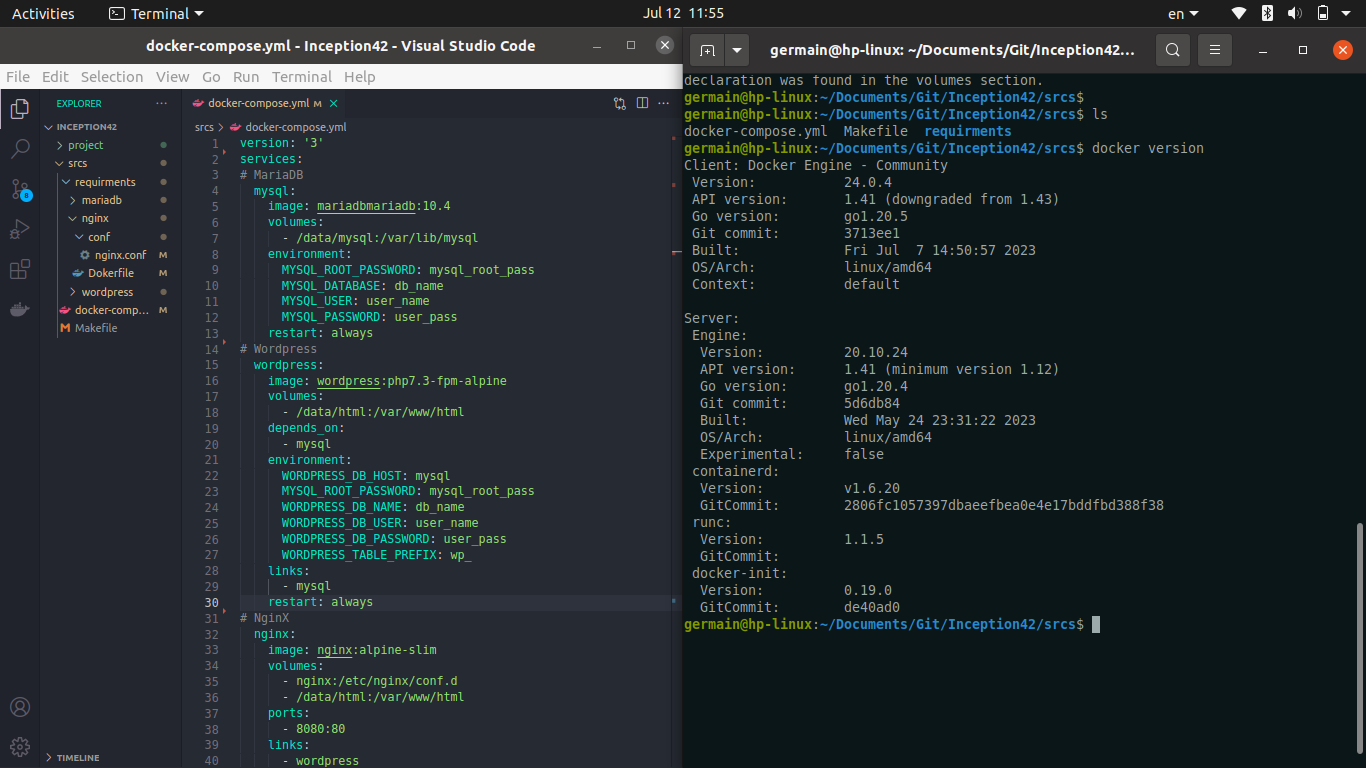 Activities
Terminal
Jul 12 11:55
en
docker-compose.yml - Inception42 - Visual Studio Code
File Edit Selection View Go Run Terminal Help
EXPLORER
INCEPTION42
project
srcs
requirments
mariadb
nginx
conf
nginx.conf M
Dokerfile M
wordpress
docker-comp... M
Makefile
TIMELINE
8
docker-compose.yml M
srcs > docker-compose.yml
1 version: '3'
2 services:
3 # MariaDB
4 mysql:
5 image: mariadbmariadb:10.4
6 volumes:
7 - /data/mysql:/var/lib/mysql
8 environment:
9 MYSQL_ROOT_PASSWORD: mysql_root_pass
10 MYSQL_DATABASE: db_name
11 MYSQL_USER: user_name
12 MYSQL_PASSWORD: user_pass
13 restart: always
14 # Wordpress
15 wordpress:
16 image: wordpress:php7.3-fpm-alpine
17 volumes:
18 - /data/html:/var/www/html
19 depends_on:
20 - mysql
21 environment:
22 WORDPRESS_DB_HOST: mysql
23 MYSQL_ROOT_PASSWORD: mysql_root_pass
24 WORDPRESS_DB_NAME: db_name
25 WORDPRESS_DB_USER: user_name
26 WORDPRESS_DB_PASSWORD: user_pass
27 WORDPRESS_TABLE_PREFIX: wp_
28 links:
29 - mysql
30 restart: always
31 # NginX
32 nginx:
33 image: nginx:alpine-slim
34 volumes:
35 - nginx:/etc/nginx/conf.d
36 - /data/html:/var/www/html
37 ports:
38 - 8080:80
39 links:
40 - wordpress
germain@hp-linux: ~/Documents/Git/Inception42...
declaration was found in the volumes section.
germain@hp-linux:~/Documents/Git/Inception42/srcs$
germain@hp-linux:~/Documents/Git/Inception42/srcs$ ls
docker-compose.yml Makefile requirments
germain@hp-linux:~/Documents/Git/Inception42/srcs$ docker version
Client: Docker Engine - Community
Version: 24.0.4
API version: 1.41 (downgraded from 1.43)
Go version: go1.20.5
Git commit: 3713ee1
Built: Fri Jul 7 14:50:57 2023
OS/Arch: linux/amd64
Context: default
Server:
Engine:
Version: 20.10.24
API version: 1.41 (minimum version 1.12)
Go version: go1.20.4
Git commit: 5d6db84
Built: Wed May 24 23:31:22 2023
OS/Arch: linux/amd64
Experimental: false
containerd:
Version: v1.6.20
GitCommit: 2806fc1057397dbaeefbea0e4e17bddfbd388f38
runc:
Version: 1.1.5
GitCommit:
docker-init:
Version: 0.19.0
GitCommit: de40ad0
germain@hp-linux:~/Documents/Git/Inception42/srcs$